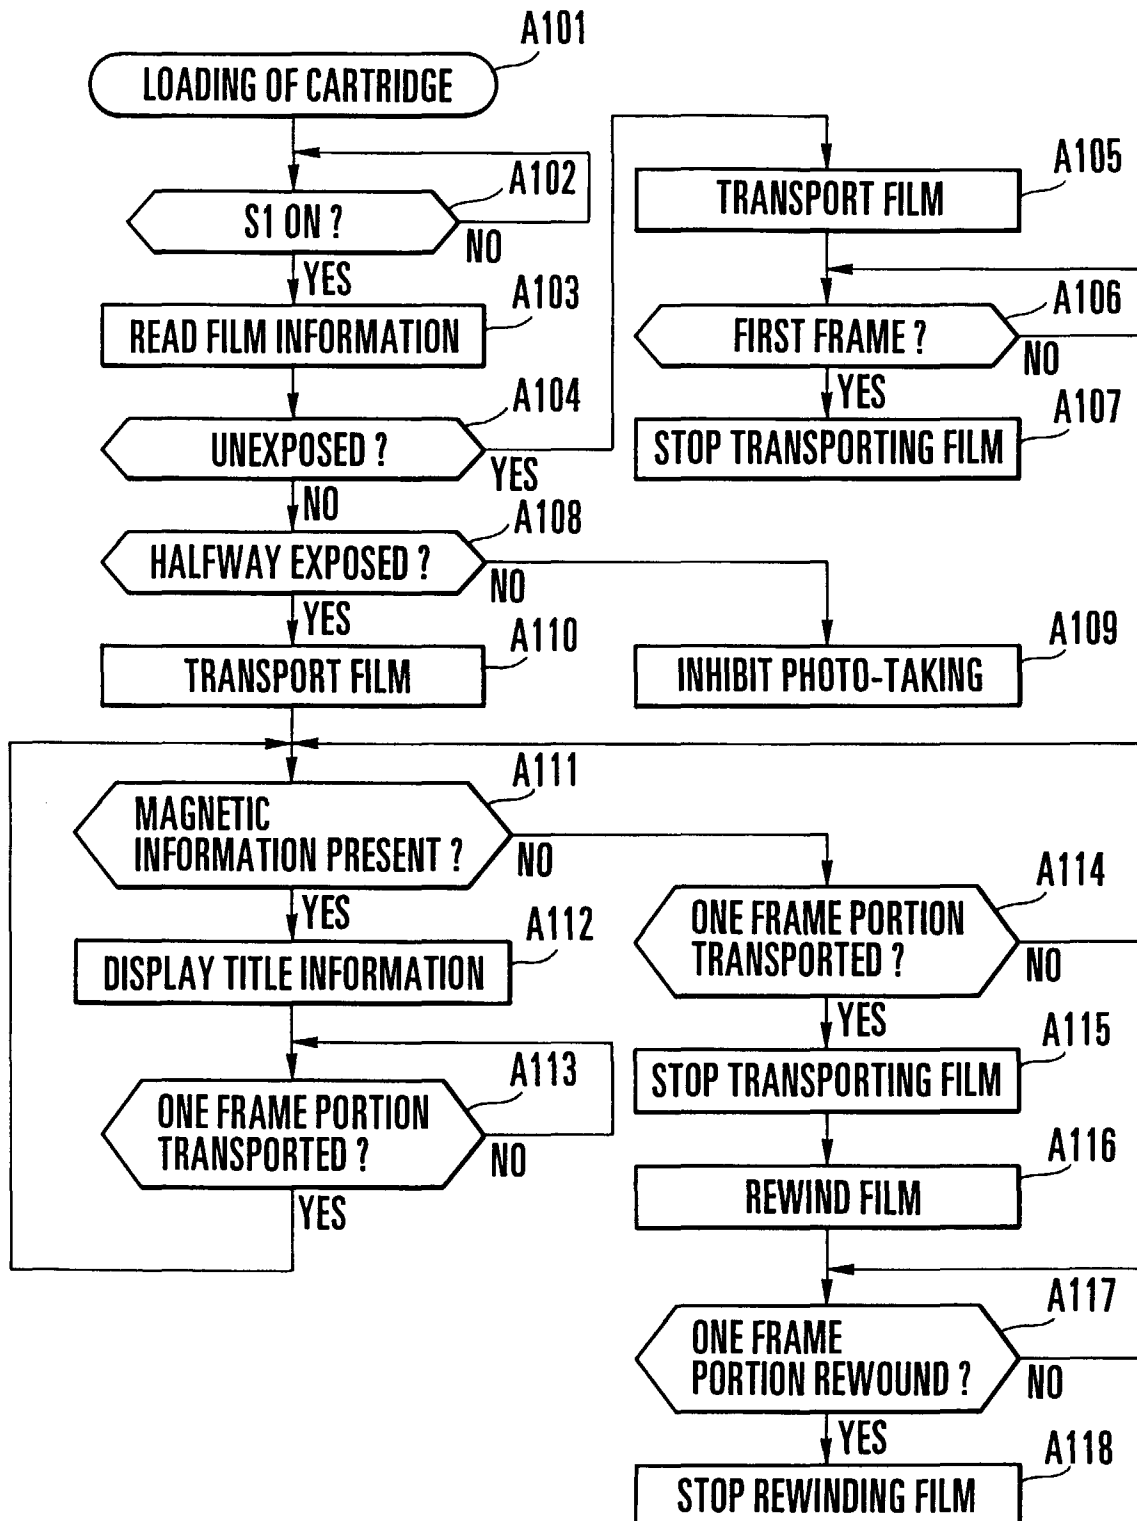 A101
LOADING OF CARTRIDGE
A102
S1 ON ?
NO
YES
A103
READ FILM INFORMATION
A104
UNEXPOSED ?
YES
NO
A105
TRANSPORT FILM
A106
FIRST FRAME ?
NO
YES
A107
STOP TRANSPORTING FILM
A108
HALFWAY EXPOSED ?
NO
YES
A109
INHIBIT PHOTO-TAKING
A110
TRANSPORT FILM
A111
MAGNETIC
INFORMATION PRESENT ?
NO
YES
A112
DISPLAY TITLE INFORMATION
A113
ONE FRAME PORTION
TRANSPORTED ?
NO
YES
A114
ONE FRAME PORTION
TRANSPORTED ?
NO
YES
A115
STOP TRANSPORTING FILM
A116
REWIND FILM
A117
ONE FRAME
PORTION REWOUND ?
NO
YES
A118
STOP REWINDING FILM